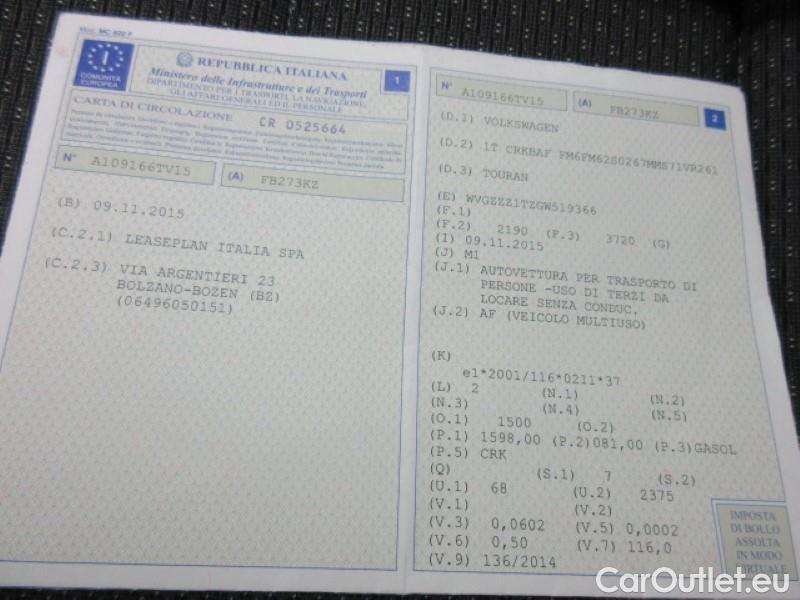 Mod. MC 820 F
I
COMUNITÀ
EUROPEA
REPUBBLICA ITALIANA
Ministero delle Infrastrutture e dei Trasporti
DIPARTIMENTO PER I TRASPORTI, LA NAVIGAZIONE,
GLI AFFARI GENERALI ED IL PERSONALE
1
CARTA DI CIRCOLAZIONE CR 0525664
N° A109166TV15 (A) FB273KZ
(B) 09.11.2015
(C.2.1) LEASEPLAN ITALIA SPA
(C.2.3) VIA ARGENTIERI 23
BOLZANO-BOZEN (BZ)
(06496050151)
N° A109166TV15 (A) FB273KZ
2
(D.1) VOLKSWAGEN
(D.2) 1T CRKBAF FM6FM62S0267MMS71VR261
(D.3) TOURAN
(E) WVGZZZ1TZGW519366
(F.1)
(F.2) 2190 (F.3) 3720 (G)
(I) 09.11.2015
(J) M1
(J.1) AUTOVETTURA PER TRASPORTO DI
PERSONE -USO DI TERZI DA
LOCARE SENZA CONDUC.
(J.2) AF (VEICOLO MULTIUSO)
(K)
e1*2001/116*0211*37
(L) 2 (N.1) (N.2)
(N.3) (N.4) (N.5)
(O.1) 1500 (O.2)
(P.1) 1598,00 (P.2)081,00 (P.3)GASOL
(P.5) CRK
(Q) (S.1) 7 (S.2)
(U.1) 68 (U.2) 2375
(V.1) (V.2)
(V.3) 0,0602 (V.5) 0,0002
(V.6) 0,50 (V.7) 116,0
(V.9) 136/2014
IMPOSTA
DI BOLLO
ASSOLTA
IN MODO
VIRTUALE
CarOutlet.eu